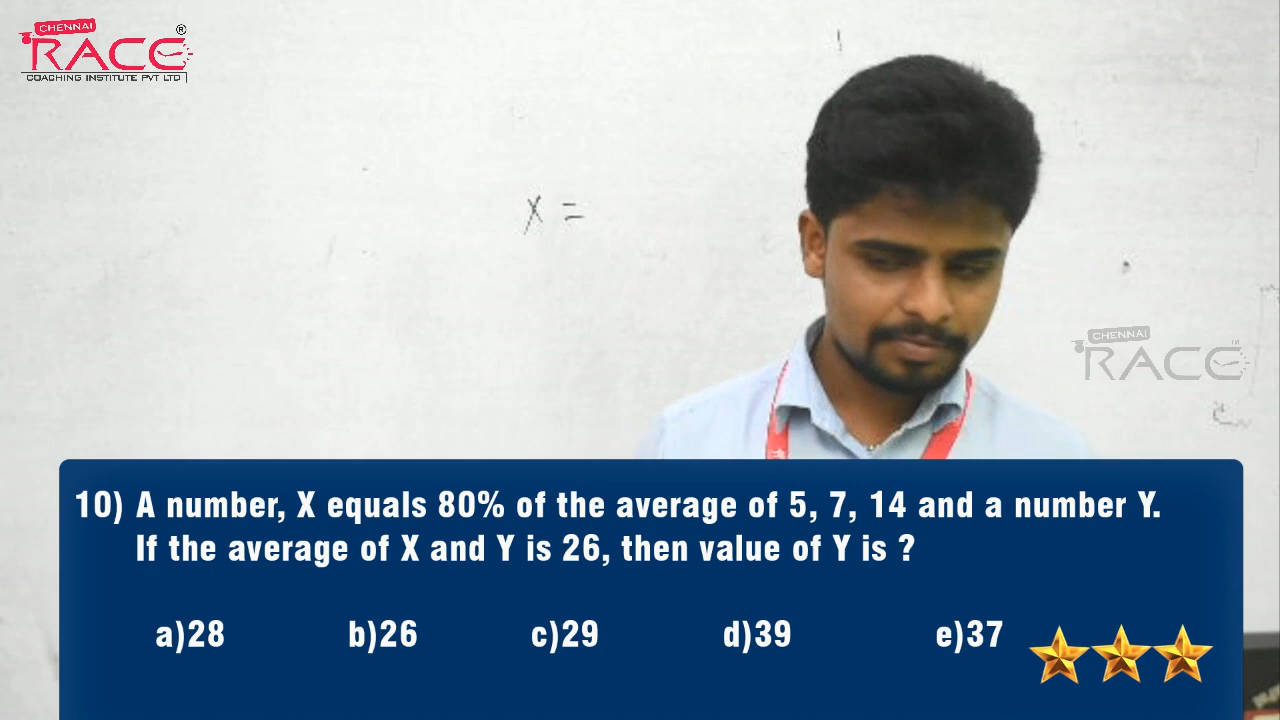 CHENNAI
RACE
COACHING INSTITUTE PVT LTD
X =
CHENNAI
RACE
10) A number, X equals 80% of the average of 5, 7, 14 and a number Y.
If the average of X and Y is 26, then value of Y is ?
a)28 b)26 c)29 d)39 e)37